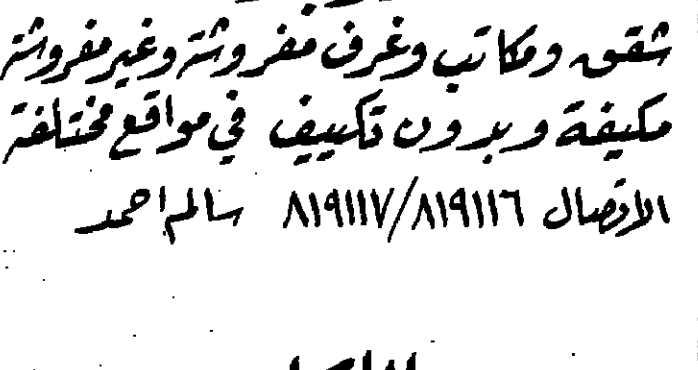 شقق ومكاتب وغرف مفروشة وغير مفروشة
مكيفة وبدون تكييف في مواقع مختلفة
الاتصال ٨١٩١١٦/٨١٩١١٧ سالم احمد